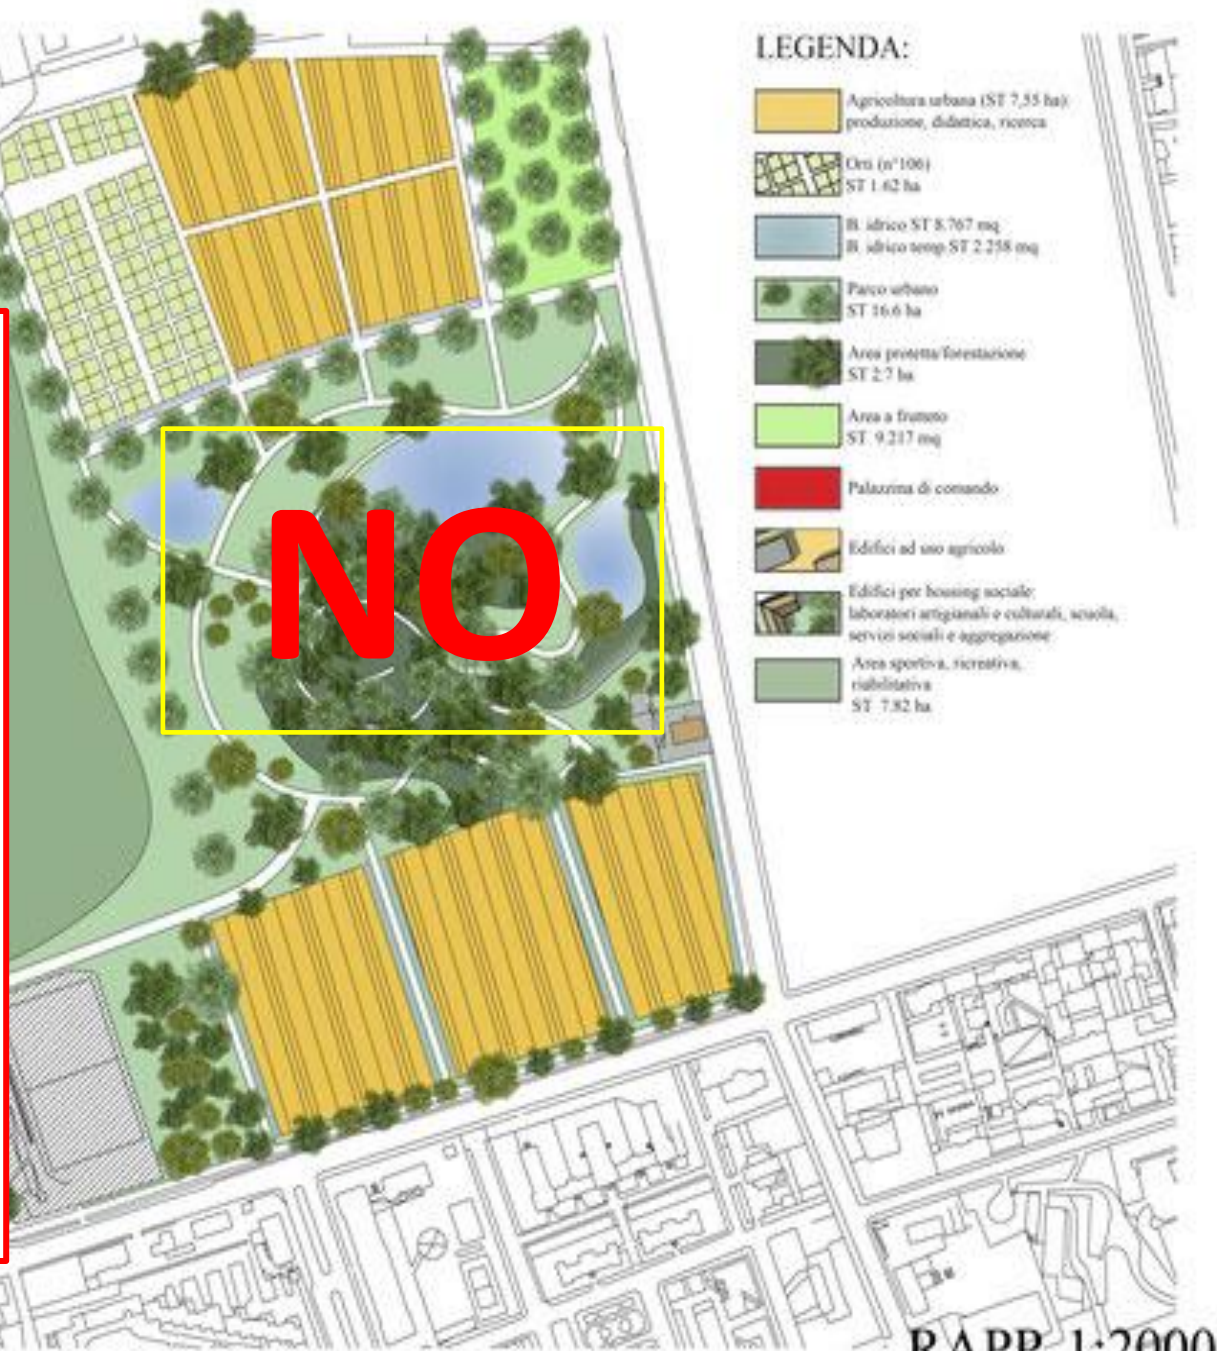 LEGENDA:
Agricoltura urbana (ST 7,55 ha)
produzione, didattica, ricerca
Orti (n°106)
ST 1.62 ha
B. idrico ST 8.767 mq
B. idrico temp ST 2.258 mq
Parco urbano
ST 16.6 ha
Area protetta/forestazione
ST 2.7 ha
Area a frutteto
ST 9.217 mq
Palazzina di comando
Edifici ad uso agricolo
Edifici per housing sociale
laboratori artigianali e culturali, scuola,
servizi sociali e aggregazione
Area sportiva, ricreativa,
riabilitativa
ST 7.82 ha
NO
RAPP. 1:2000